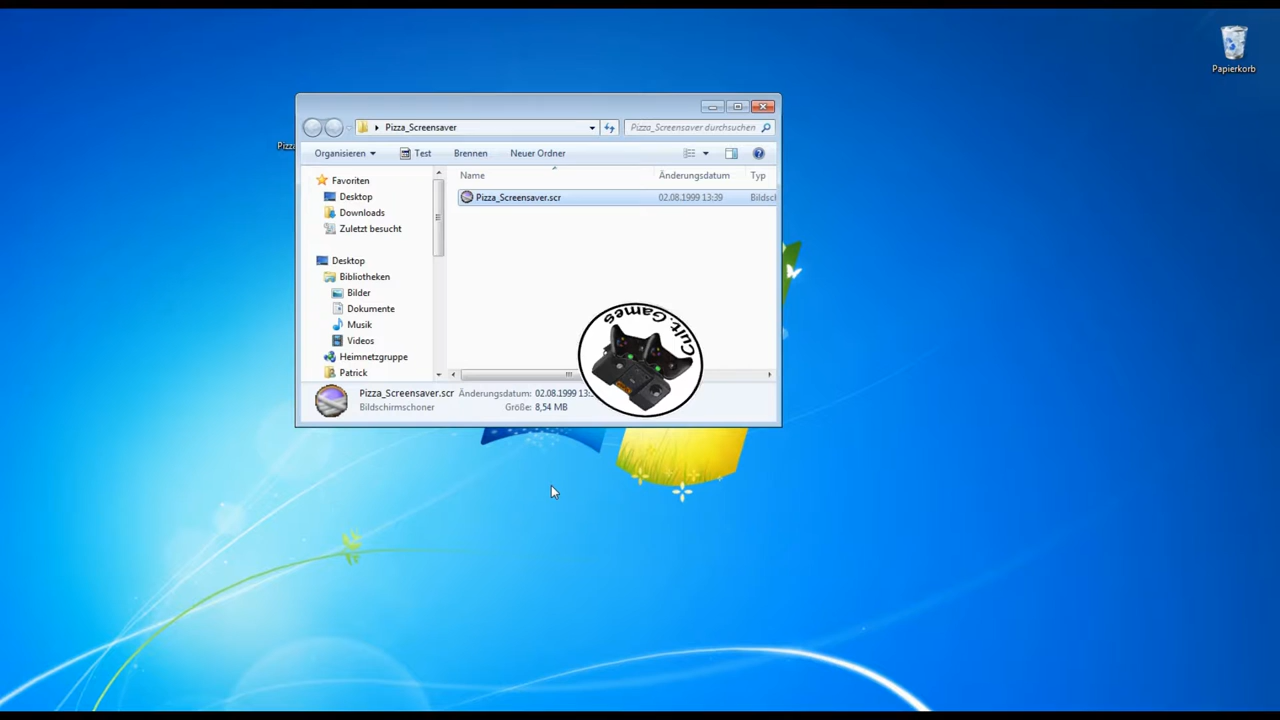 Papierkorb
Pizza_Screensaver
Pizza_Screensaver durchsuchen
Organisieren
Test
Brennen
Neuer Ordner
Name
Änderungsdatum
Typ
Favoriten
Desktop
Downloads
Zuletzt besucht
Desktop
Bibliotheken
Bilder
Dokumente
Musik
Videos
Heimnetzgruppe
Patrick
Pizza_Screensaver.scr
02.08.1999 13:39
Cult.Games
Pizza_Screensaver.scr
Änderungsdatum: 02.08.1999
Bildschirmschoner
Größe: 8,54 MB